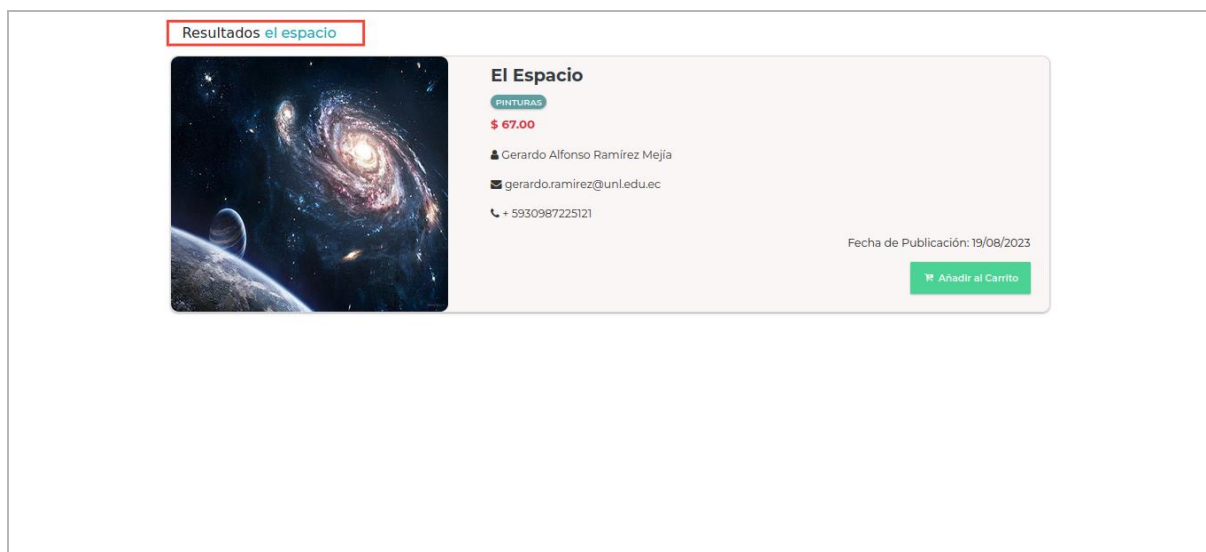 Resultados el espacio
El Espacio
PINTURAS
$ 67.00
Gerardo Alfonso Ramírez Mejía
gerardo.ramirez@unl.edu.ec
+ 5930987225121
Fecha de Publicación: 19/08/2023
Añadir al Carrito